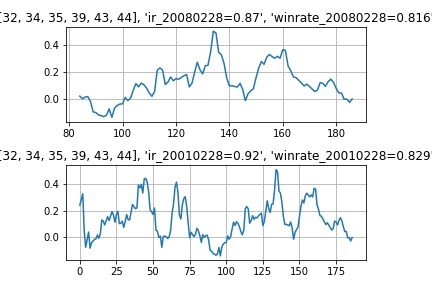 [32, 34, 35, 39, 43, 44], 'ir_20080228=0.87', 'winrate_20080228=0.816'
0.4
0.2
0.0
80 100 120 140 160 180
[32, 34, 35, 39, 43, 44], 'ir_20010228=0.92', 'winrate_20010228=0.829'
0.4
0.2
0.0
0 25 50 75 100 125 150 175